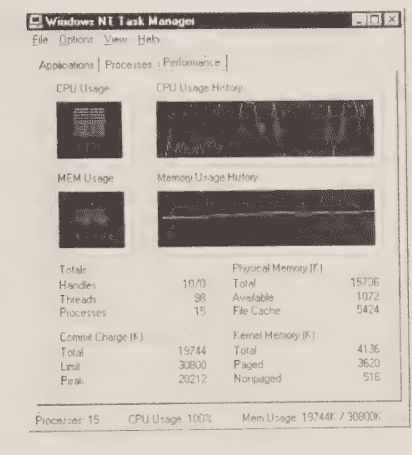 Windows NT Task Manager
File Options View Help
Applications Processes Performance
CPU Usage CPU Usage History
MEM Usage Memory Usage History
Totals
Handles 1070
Threads 98
Processes 15
Physical Memory (K)
Total 15736
Available 1072
File Cache 5424
Commit Charge (K)
Total 19744
Limit 30800
Peak 20212
Kernel Memory (K)
Total 4136
Paged 3620
Nonpaged 516
Processes: 15 CPU Usage: 100% Mem Usage: 19744K / 30800K